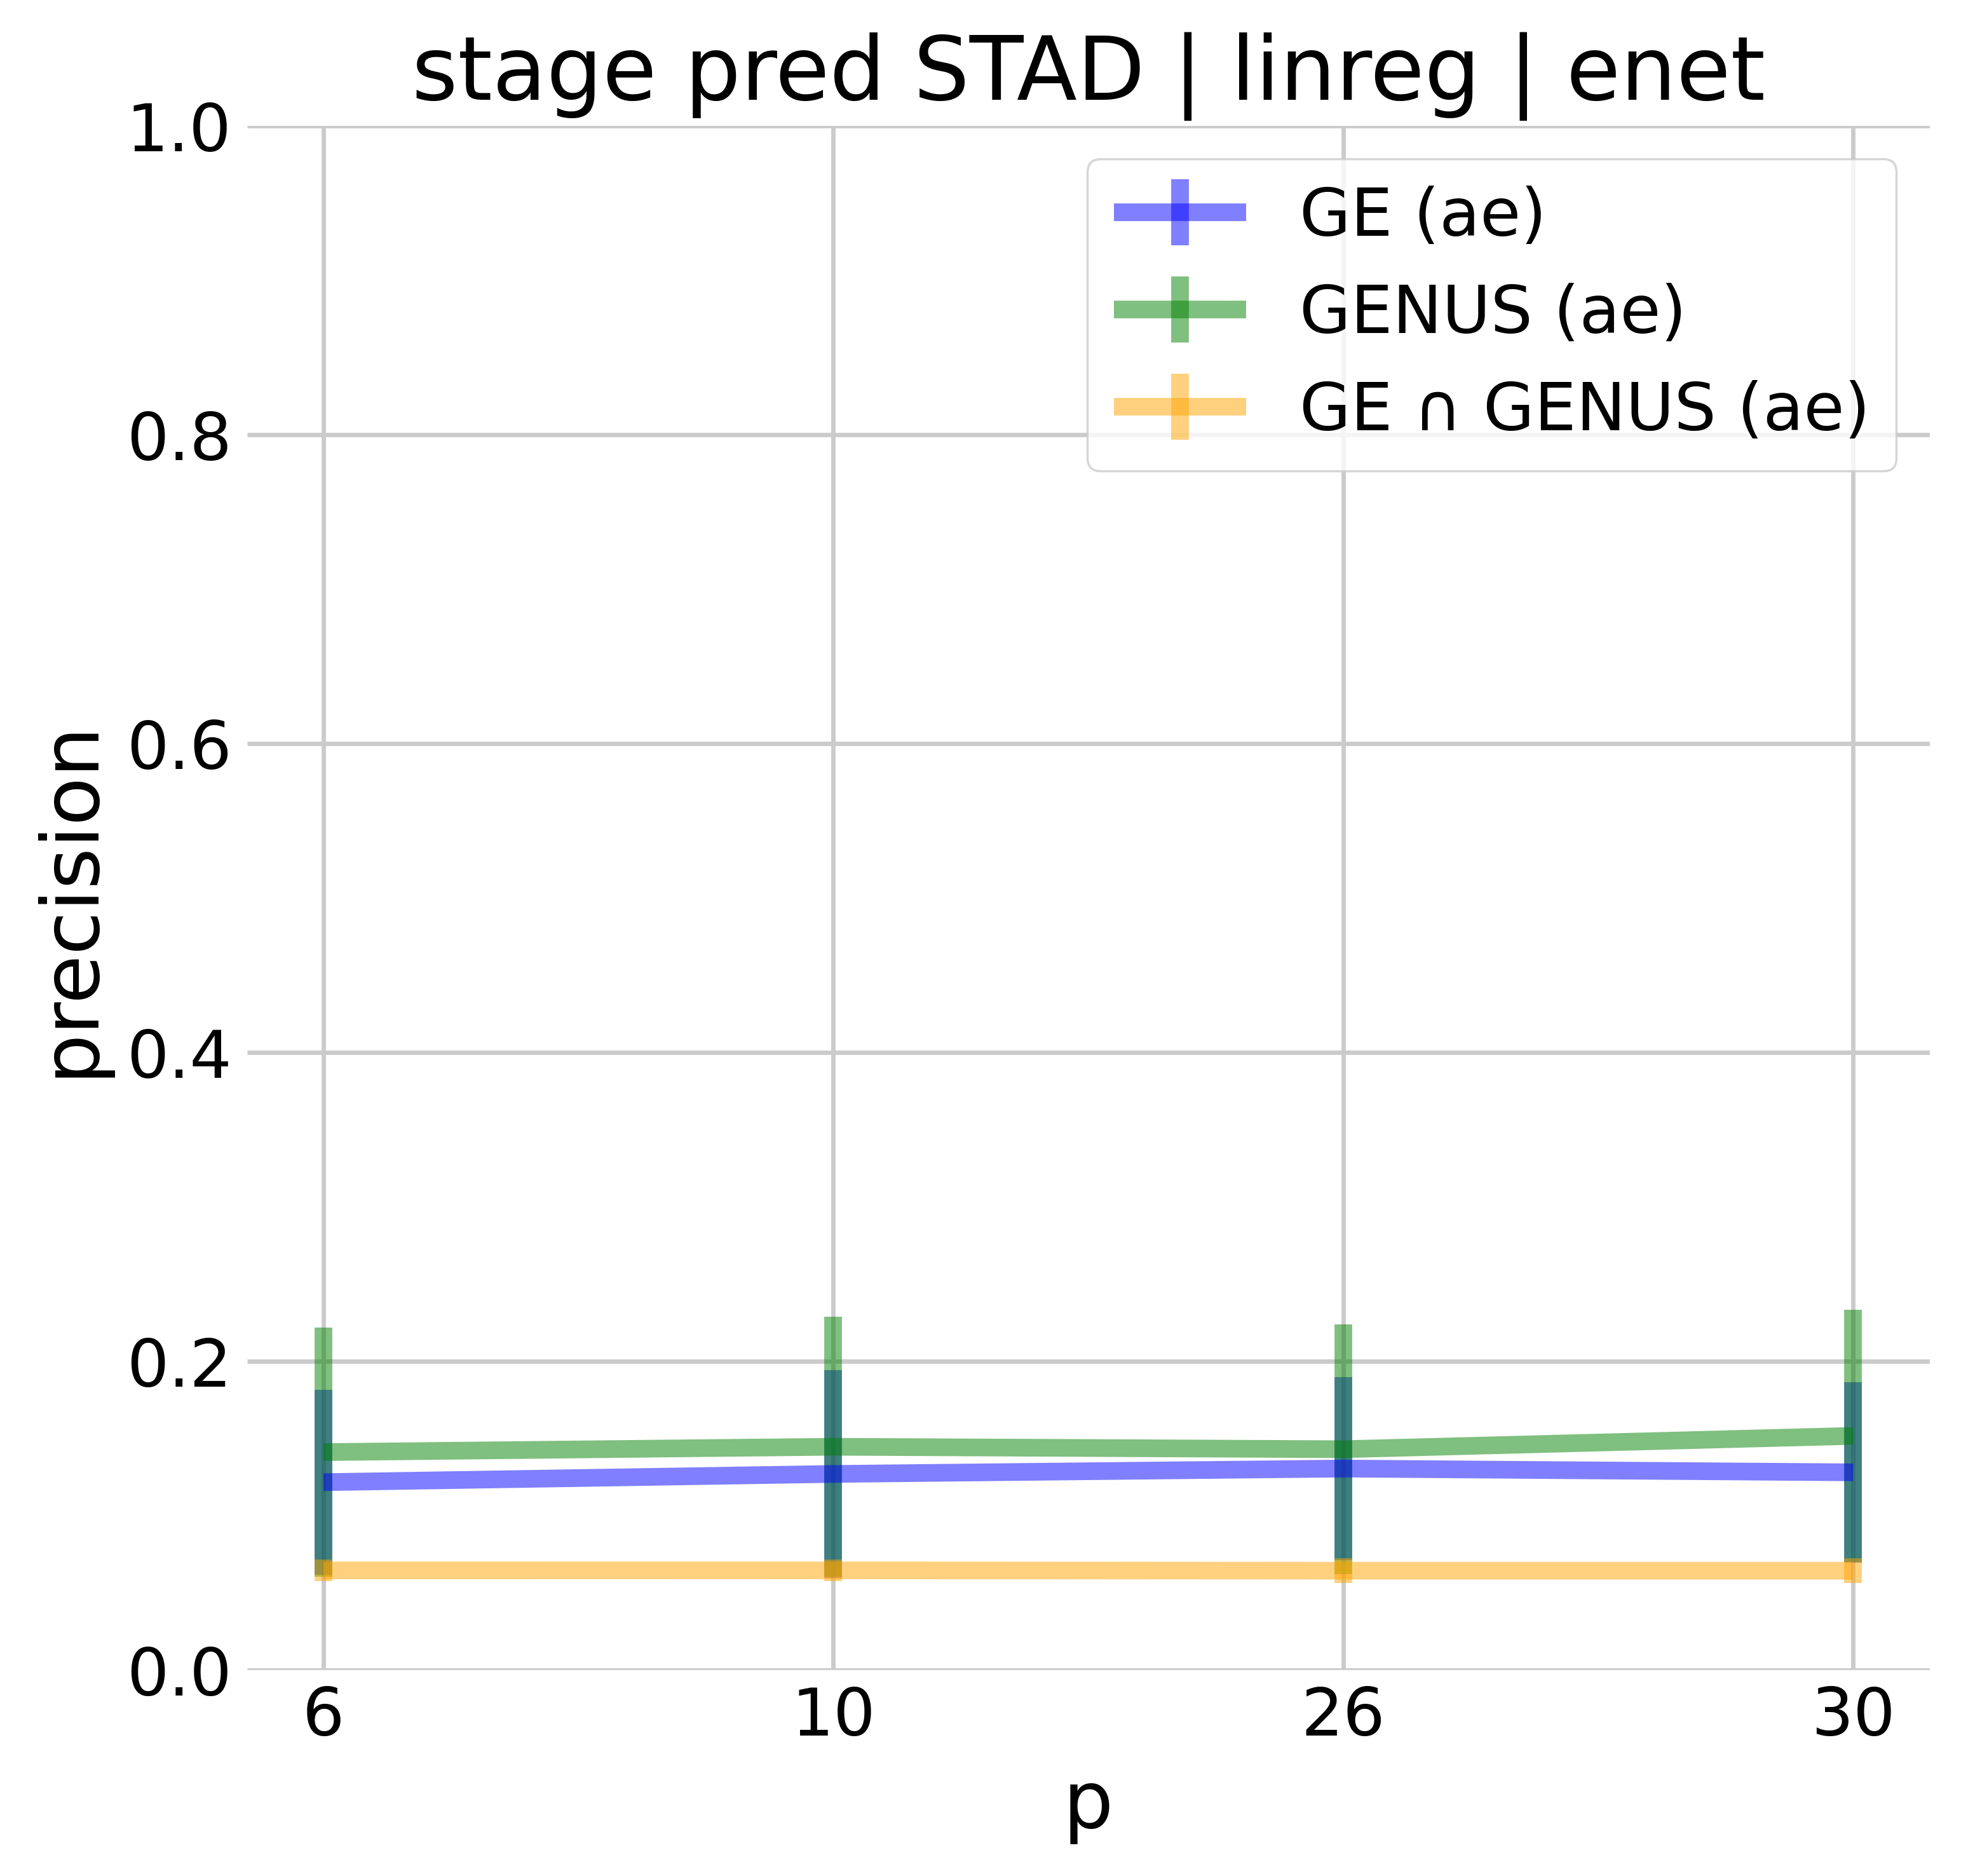 stage pred STAD | linreg | enet
1.0
0.8
0.6
0.4
0.2
0.0
precision
GE (ae)
GENUS (ae)
GE ∩ GENUS (ae)
6 10 26 30
p